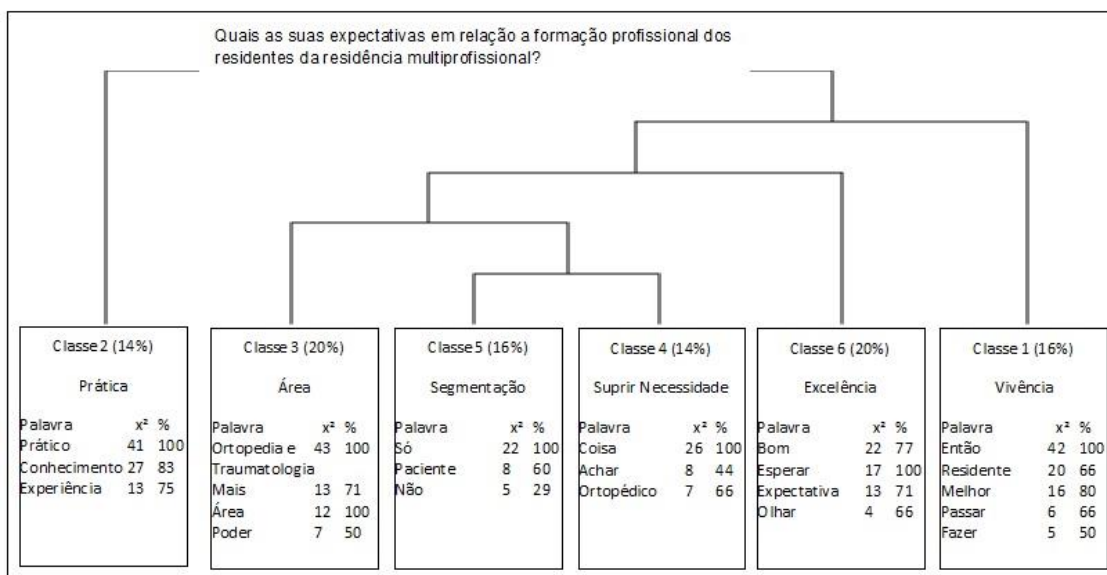 Quais as suas expectativas em relação a formação profissional dos
residentes da residência multiprofissional?
Classe 2 (14%)
Prática
Palavra x² %
Prático 41 100
Conhecimento 27 83
Experiência 13 75
Classe 3 (20%)
Área
Palavra x² %
Ortopedia e 43 100
Traumatologia
Mais 13 71
Área 12 100
Poder 7 50
Classe 5 (16%)
Segmentação
Palavra x² %
Só 22 100
Paciente 8 60
Não 5 29
Classe 4 (14%)
Suprir Necessidade
Palavra x² %
Coisa 26 100
Achar 8 44
Ortopédico 7 66
Classe 6 (20%)
Excelência
Palavra x² %
Bom 22 77
Esperar 17 100
Expectativa 13 71
Olhar 4 66
Classe 1 (16%)
Vivência
Palavra x² %
Então 42 100
Residente 20 66
Melhor 16 80
Passar 6 66
Fazer 5 50